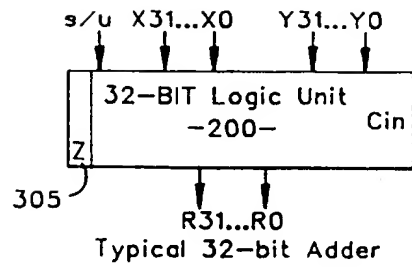 s/u X31...X0 Y31...Y0
32-BIT Logic Unit
-200- Cin
Z
305
R31...R0
Typical 32-bit Adder